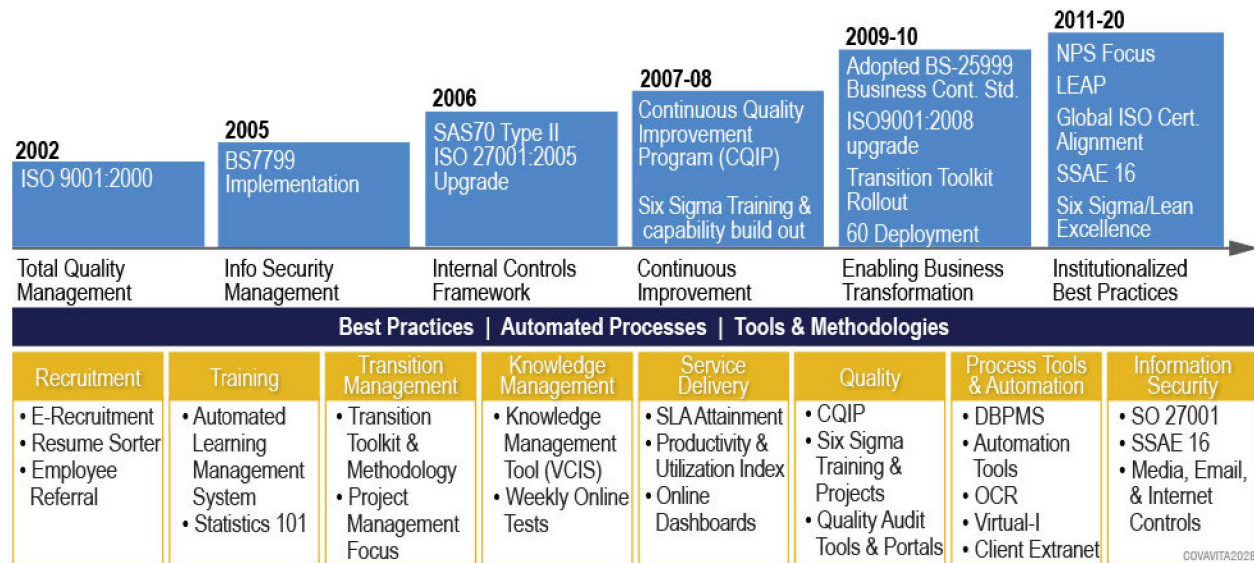 2002
ISO 9001:2000
2005
BS7799
Implementation
2006
SAS70 Type II
ISO 27001:2005
Upgrade
2007-08
Continuous Quality
Improvement
Program (CQIP)
Six Sigma Training &
capability build out
2009-10
Adopted BS-25999
Business Cont. Std.
ISO9001:2008
upgrade
Transition Toolkit
Rollout
60 Deployment
2011-20
NPS Focus
LEAP
Global ISO Cert.
Alignment
SSAE 16
Six Sigma/Lean
Excellence
Total Quality
Management
Info Security
Management
Internal Controls
Framework
Continuous
Improvement
Enabling Business
Transformation
Institutionalized
Best Practices
Best Practices | Automated Processes | Tools & Methodologies
Recruitment
• E-Recruitment
• Resume Sorter
• Employee
Referral
Training
• Automated
Learning
Management
System
• Statistics 101
Transition
Management
• Transition
Toolkit &
Methodology
• Project
Management
Focus
Knowledge
Management
• Knowledge
Management
Tool (VCIS)
• Weekly Online
Tests
Service
Delivery
• SLA Attainment
• Productivity &
Utilization Index
• Online
Dashboards
Quality
• CQIP
• Six Sigma
Training &
Projects
• Quality Audit
Tools & Portals
Process Tools
& Automation
• DBPMS
• Automation
Tools
• OCR
• Virtual-I
• Client Extranet
Information
Security
• SO 27001
• SSAE 16
• Media, Email,
& Internet
Controls
COVAVITA2028